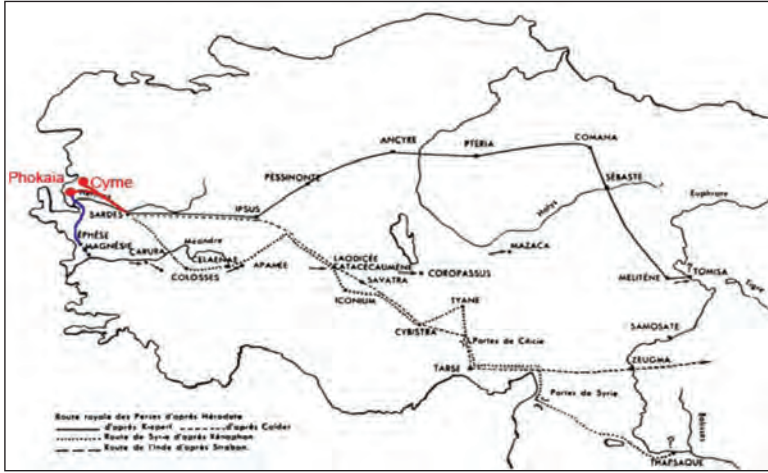 COMANA
ANCYRE
PTERIA
PESSINONTE
SÉBASTE
Phokaia
Cyme
Euphrate
SARDES
IPSUS
Halys
ÉPHÈSE
MAGNÉSIE
Méandre
CARURA
CELAENAE
COLOSSES
APAMÉE
LAODICÉE
CATACECAUMÈNE
COROPASSUS
MAZACA
MELITÈNE
TOMISA
Tigre
SAVATRA
ICONIUM
TYANE
CYBISTRA
Portes de Cilicie
SAMOSATE
TARSE
ZEUGMA
Portes de Syrie
?
THAPSAQUE
Route royale des Perses d'après Hérodote
d'après Kiepert d'après Calder
Route de Syrie d'après Xénophon
Route de l'Inde d'après Strabon.